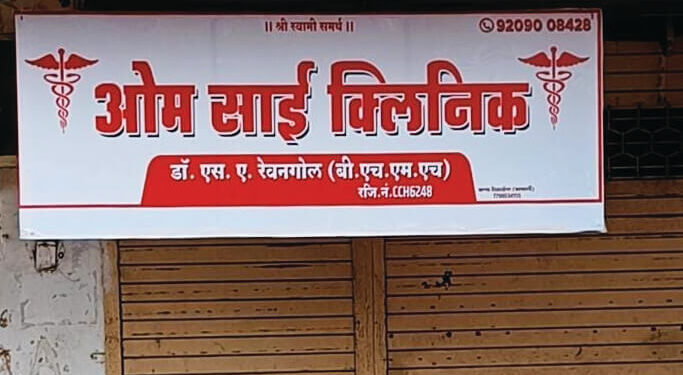 ॥ श्री स्वामी समर्थ ॥
92090 08428
ओम साई क्लिनिक
डॉ. एस. ए. रेवनगोल (बी.एच.एम.एच)
रजि.नं.CCH6248